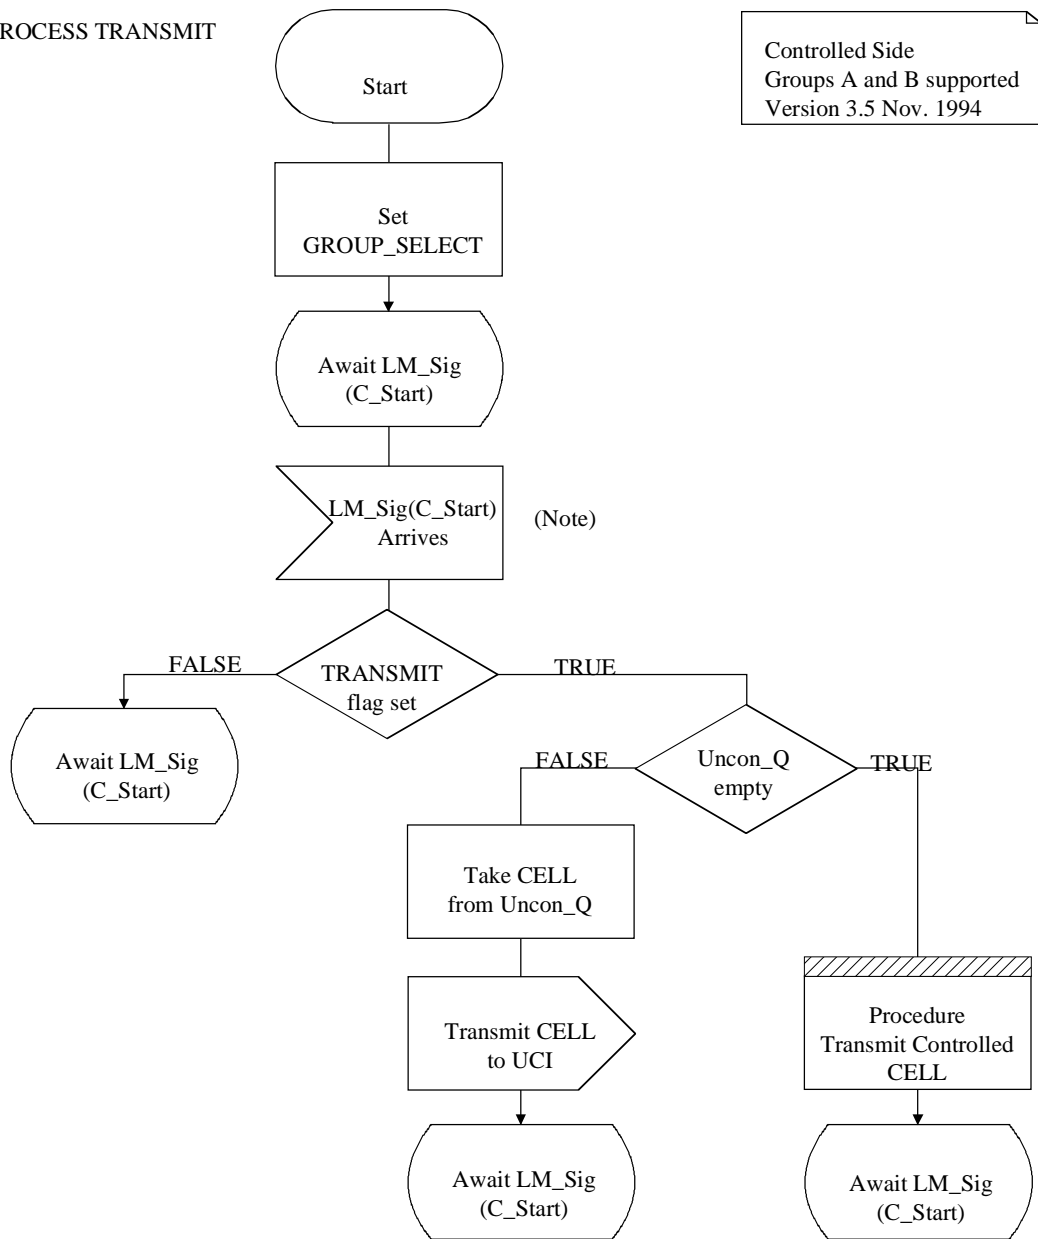 ROCESS TRANSMIT
Controlled Side
Groups A and B supported
Version 3.5 Nov. 1994
Start
Set
GROUP_SELECT
Await LM_Sig
(C_Start)
LM_Sig(C_Start)
Arrives
(Note)
FALSE
TRANSMIT
flag set
TRUE
Await LM_Sig
(C_Start)
FALSE
Uncon_Q
empty
TRUE
Take CELL
from Uncon_Q
Transmit CELL
to UCI
Procedure
Transmit Controlled
CELL
Await LM_Sig
(C_Start)
Await LM_Sig
(C_Start)